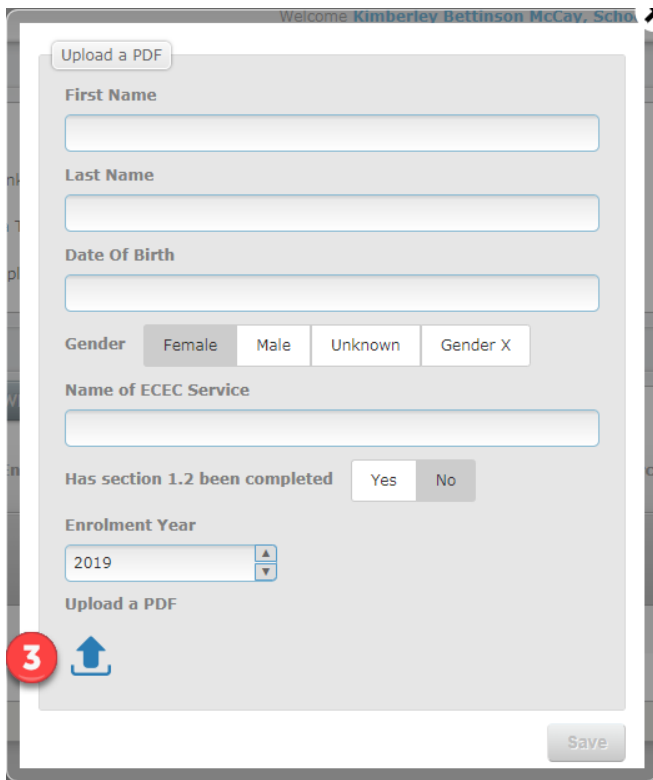 Welcome Kimberley Bettinson McCay, Scho
Upload a PDF
First Name
Last Name
Date Of Birth
Gender Female Male Unknown Gender X
Name of ECEC Service
Has section 1.2 been completed Yes No
Enrolment Year
2019
Upload a PDF
3
Save